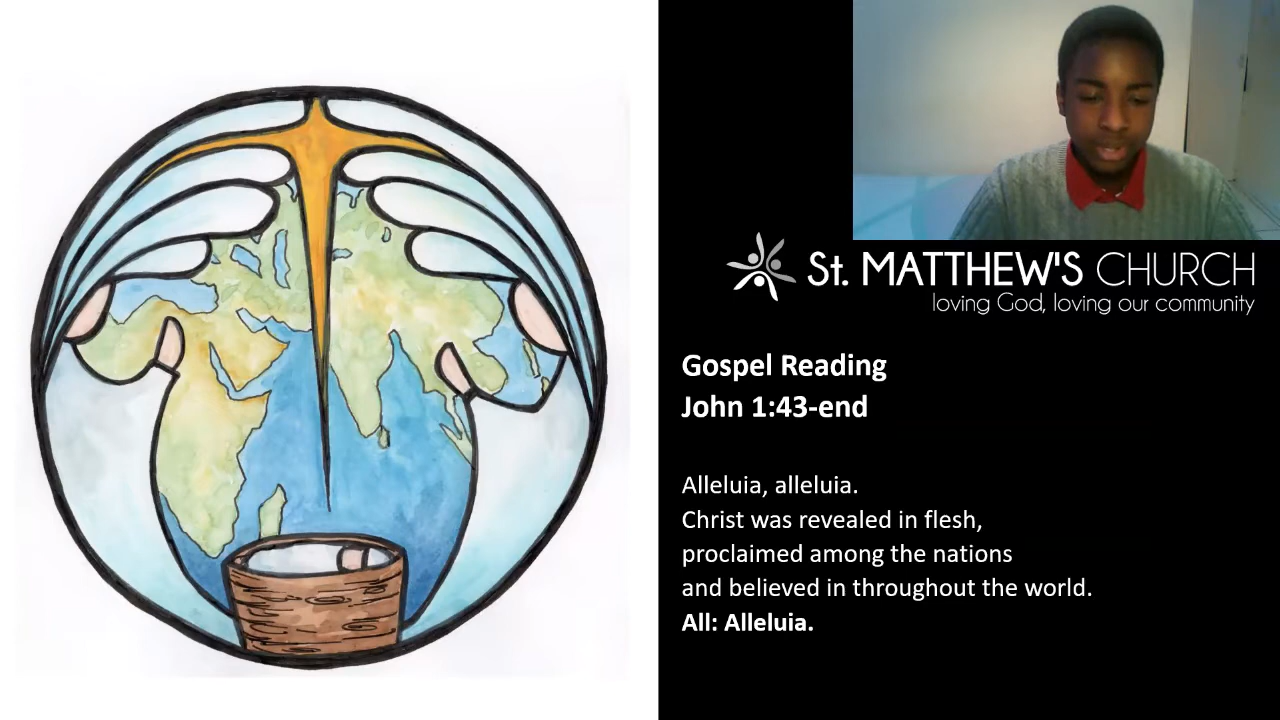 St. MATTHEW'S CHURCH
loving God, loving our community
Gospel Reading
John 1:43-end
Alleluia, alleluia.
Christ was revealed in flesh,
proclaimed among the nations
and believed in throughout the world.
All: Alleluia.